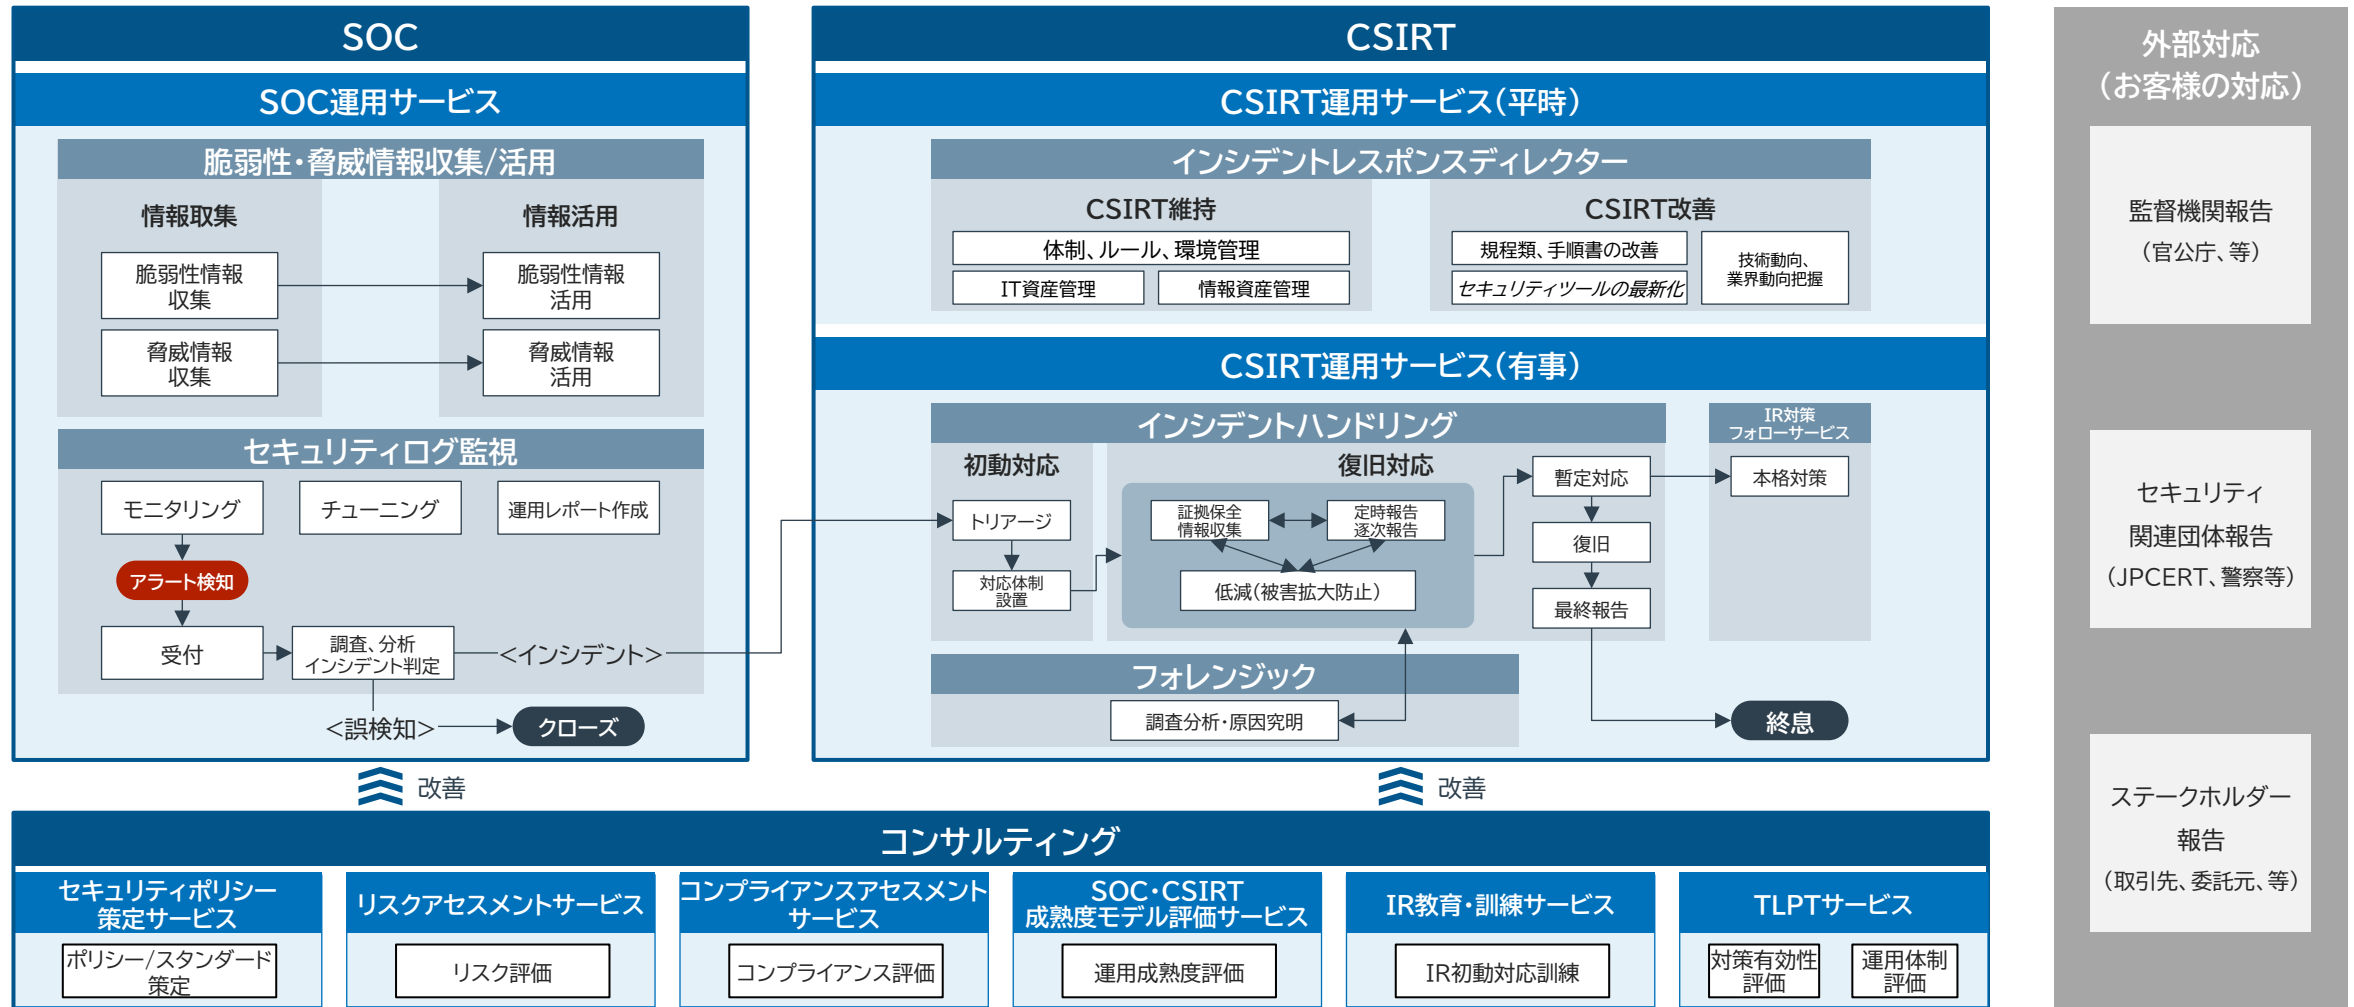 SOC
SOC運用サービス
脆弱性・脅威情報収集/活用
情報取集
情報活用
脆弱性情報
収集
脆弱性情報
活用
脅威情報
収集
脅威情報
活用
セキュリティログ監視
モニタリング
チューニング
運用レポート作成
アラート検知
受付
調査、分析
インシデント判定
<インシデント>
<誤検知>
クローズ
CSIRT
CSIRT運用サービス(平時)
インシデントレスポンスディレクター
CSIRT維持
体制、ルール、環境管理
IT資産管理
情報資産管理
CSIRT改善
規程類、手順書の改善
セキュリティツールの最新化
技術動向、
業界動向把握
CSIRT運用サービス(有事)
インシデントハンドリング
初動対応
トリアージ
対応体制
設置
復旧対応
証拠保全
情報収集
定時報告
逐次報告
低減(被害拡大防止)
暫定対応
復旧
最終報告
IR対策
フォローサービス
本格対策
フォレンジック
調査分析・原因究明
終息
外部対応
(お客様の対応)
監督機関報告
(官公庁、等)
セキュリティ
関連団体報告
(JPCERT、警察等)
ステークホルダー
報告
(取引先、委託元、等)
改善
改善
コンサルティング
セキュリティポリシー
策定サービス
ポリシー/スタンダード
策定
リスクアセスメントサービス
リスク評価
コンプライアンスアセスメント
サービス
コンプライアンス評価
SOC・CSIRT
成熟度モデル評価サービス
運用成熟度評価
IR教育・訓練サービス
IR初動対応訓練
TLPTサービス
対策有効性
評価
運用体制
評価